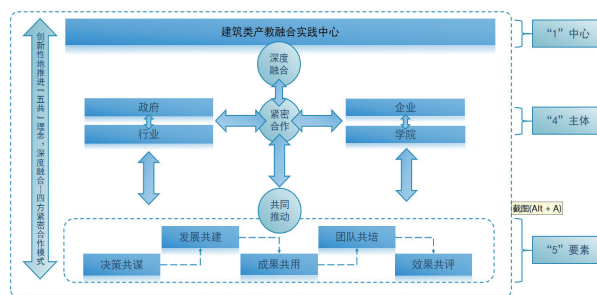 建筑类产教融合实践中心
"1"中心
深度
融合
政府
企业
紧密
合作
"4"主体
行业
学院
创新性地推进『五共』理念，深度融合—四方紧密合作模式
共同
推动
截图(Alt + A)
发展共建
团队共培
"5"要素
决策共谋
成果共用
效果共评